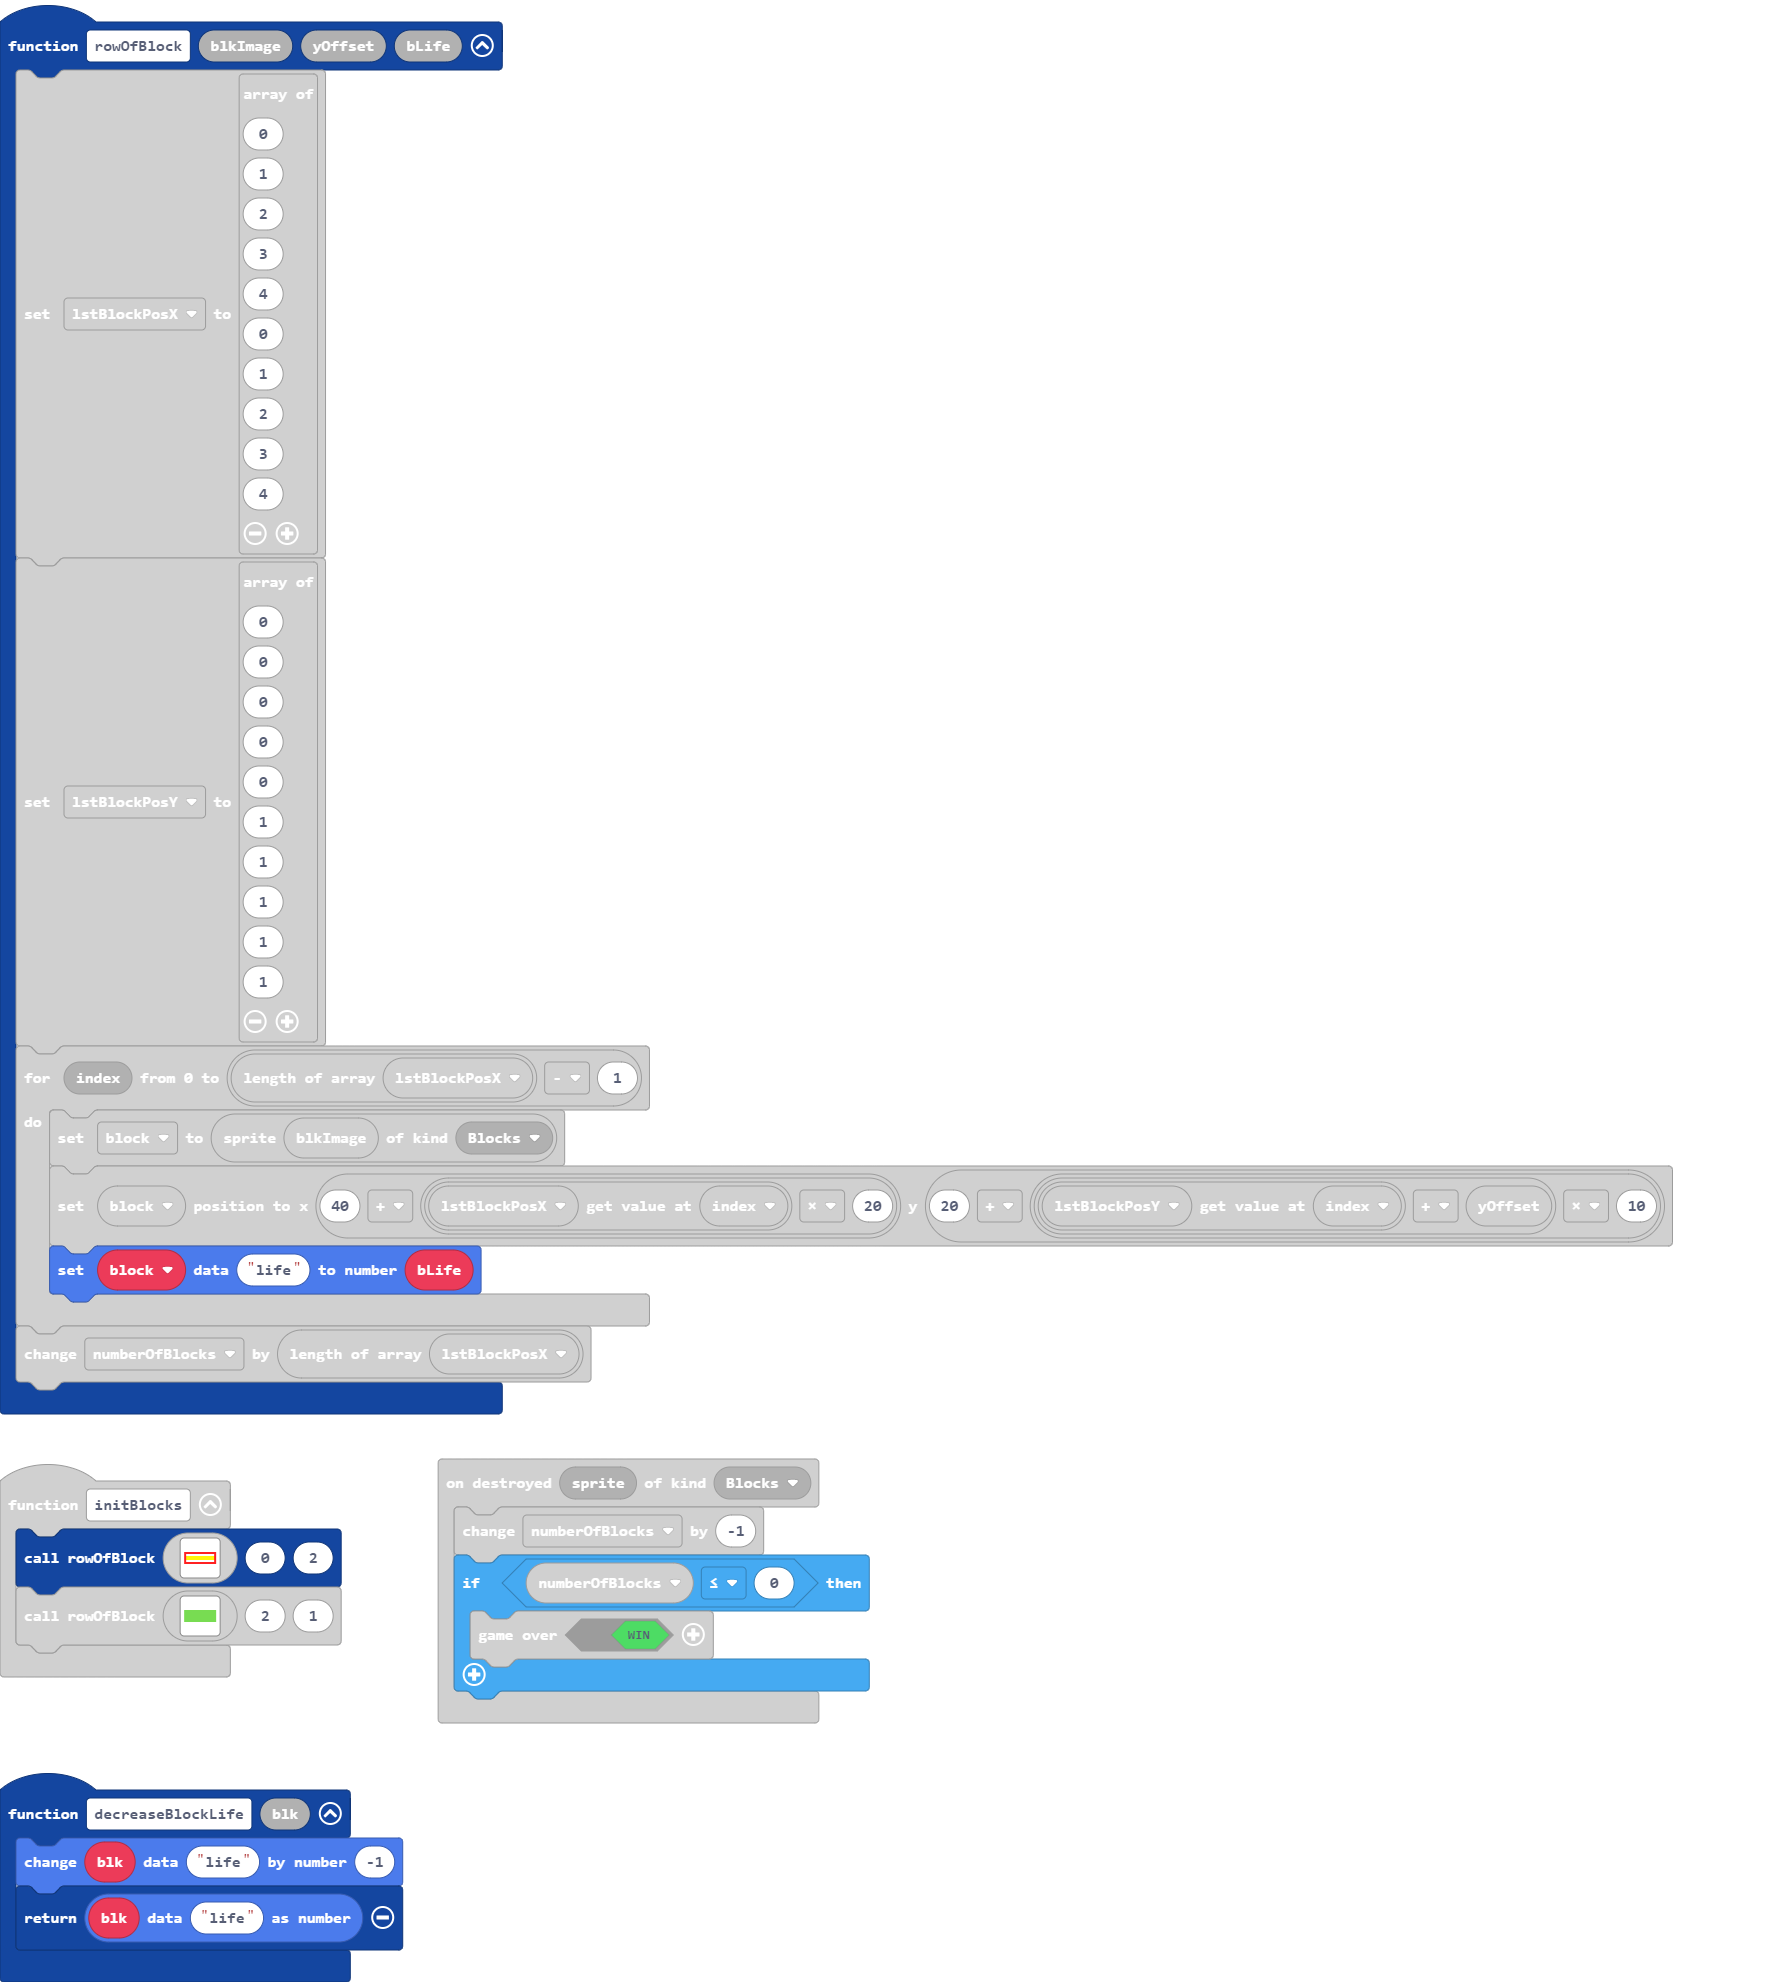 function rowOfBlock blkImage yOffset bLife
array of
0
1
2
3
4
set lstBlockPosX to
0
1
2
3
4
array of
0
0
0
0
0
set lstBlockPosY to
1
1
1
1
1
for index from 0 to length of array lstBlockPosX - 1
do
set block to sprite blkImage of kind Blocks
set block position to x 40 + lstBlockPosX get value at index × 20 y 20 + lstBlockPosY get value at index + yOffset × 10
set block data "life" to number bLife
change numberOfBlocks by length of array lstBlockPosX
function initBlocks
call rowOfBlock 0 2
call rowOfBlock 2 1
on destroyed sprite of kind Blocks
change numberOfBlocks by -1
if numberOfBlocks ≤ 0 then
game over WIN
function decreaseBlockLife blk
change blk data "life" by number -1
return blk data "life" as number